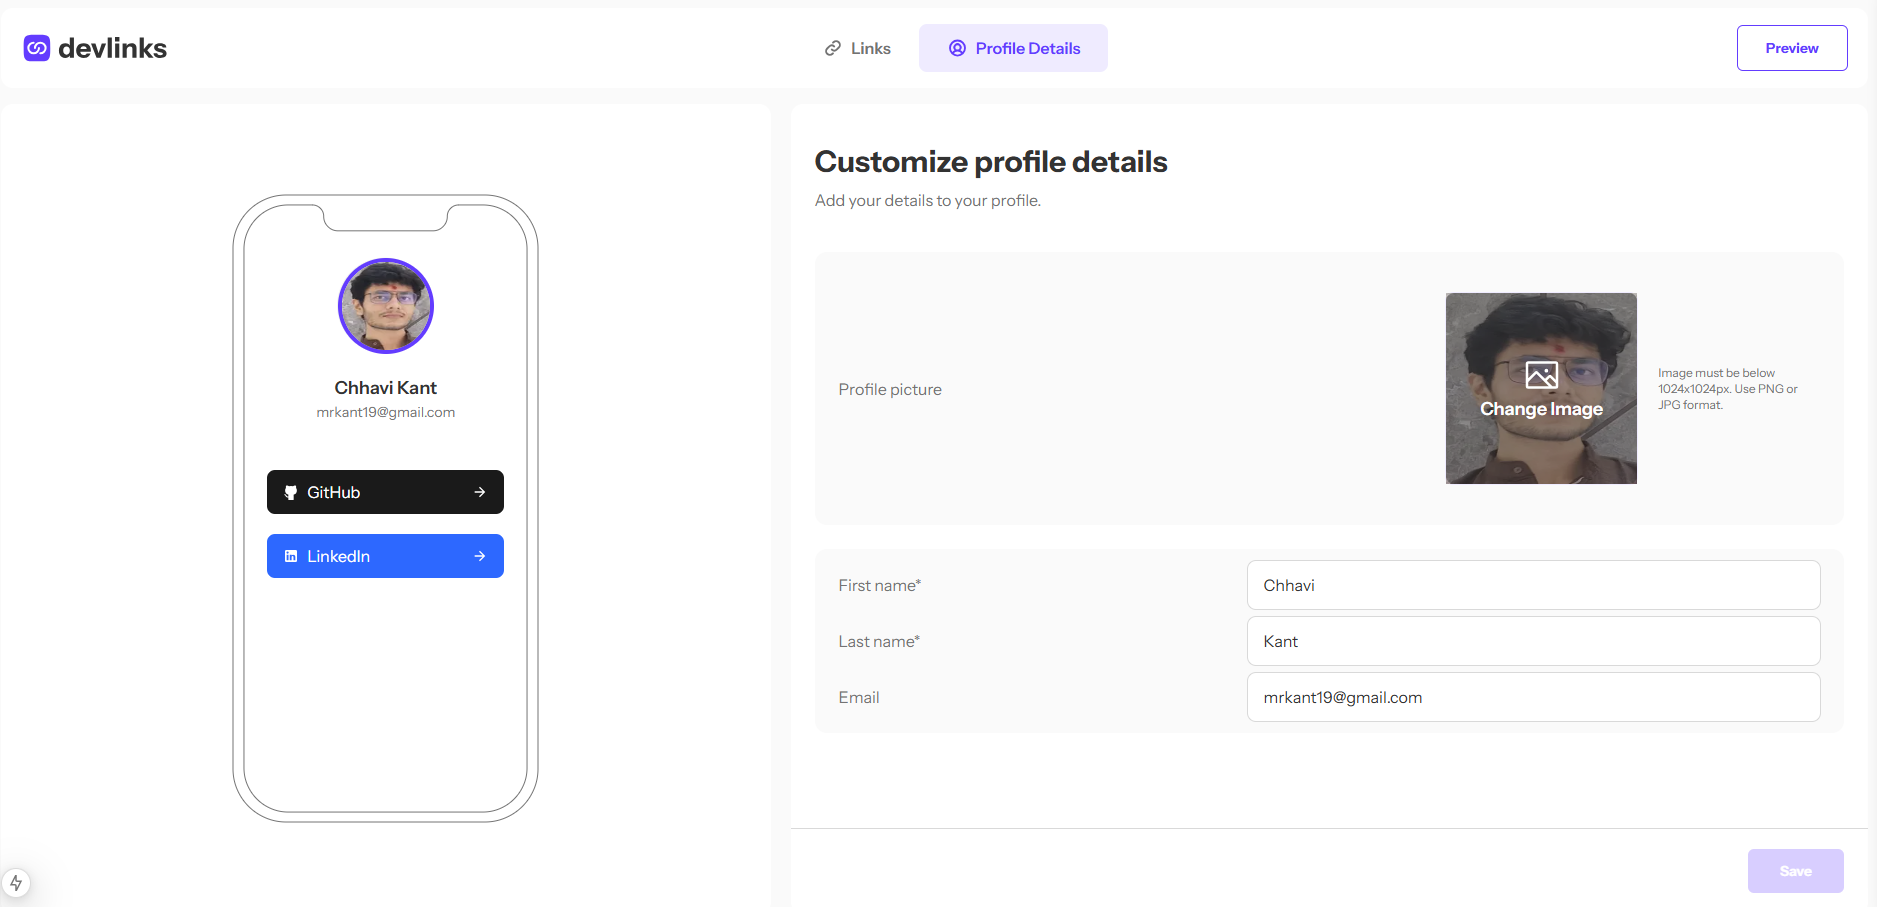 devlinks
Links
Profile Details
Preview
Chhavi Kant
mrkant19@gmail.com
GitHub
LinkedIn
Customize profile details
Add your details to your profile.
Profile picture
Change Image
Image must be below
1024x1024px. Use PNG or
JPG format.
First name*
Chhavi
Last name*
Kant
Email
mrkant19@gmail.com
Save